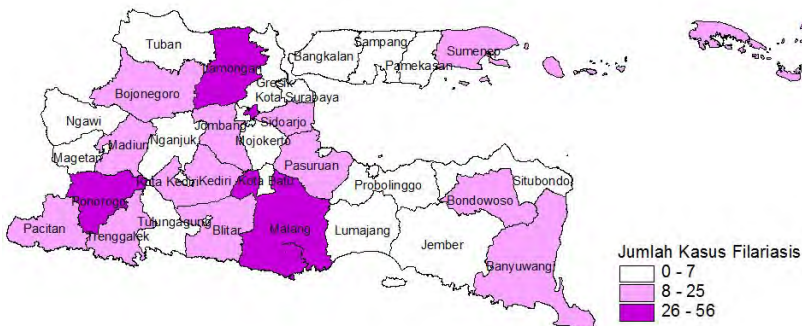 Tuban
Sampang
Bangkalan
Sumenep
Pamekasan
Lamongan
Gresik
Bojonegoro
Kota Surabaya
Ngawi
Jombang
Sidoarjo
Madiun
Nganjuk
Mojokerto
Magetan
Pasuruan
Kota Kediri
Kediri
Kota Batu
Probolinggo
Situbondo
Ponorogo
Bondowoso
Tulungagung
Pacitan
Trenggalek
Blitar
Malang
Lumajang
Jember
Banyuwangi
Jumlah Kasus Filariasis
0 - 7
8 - 25
26 - 56